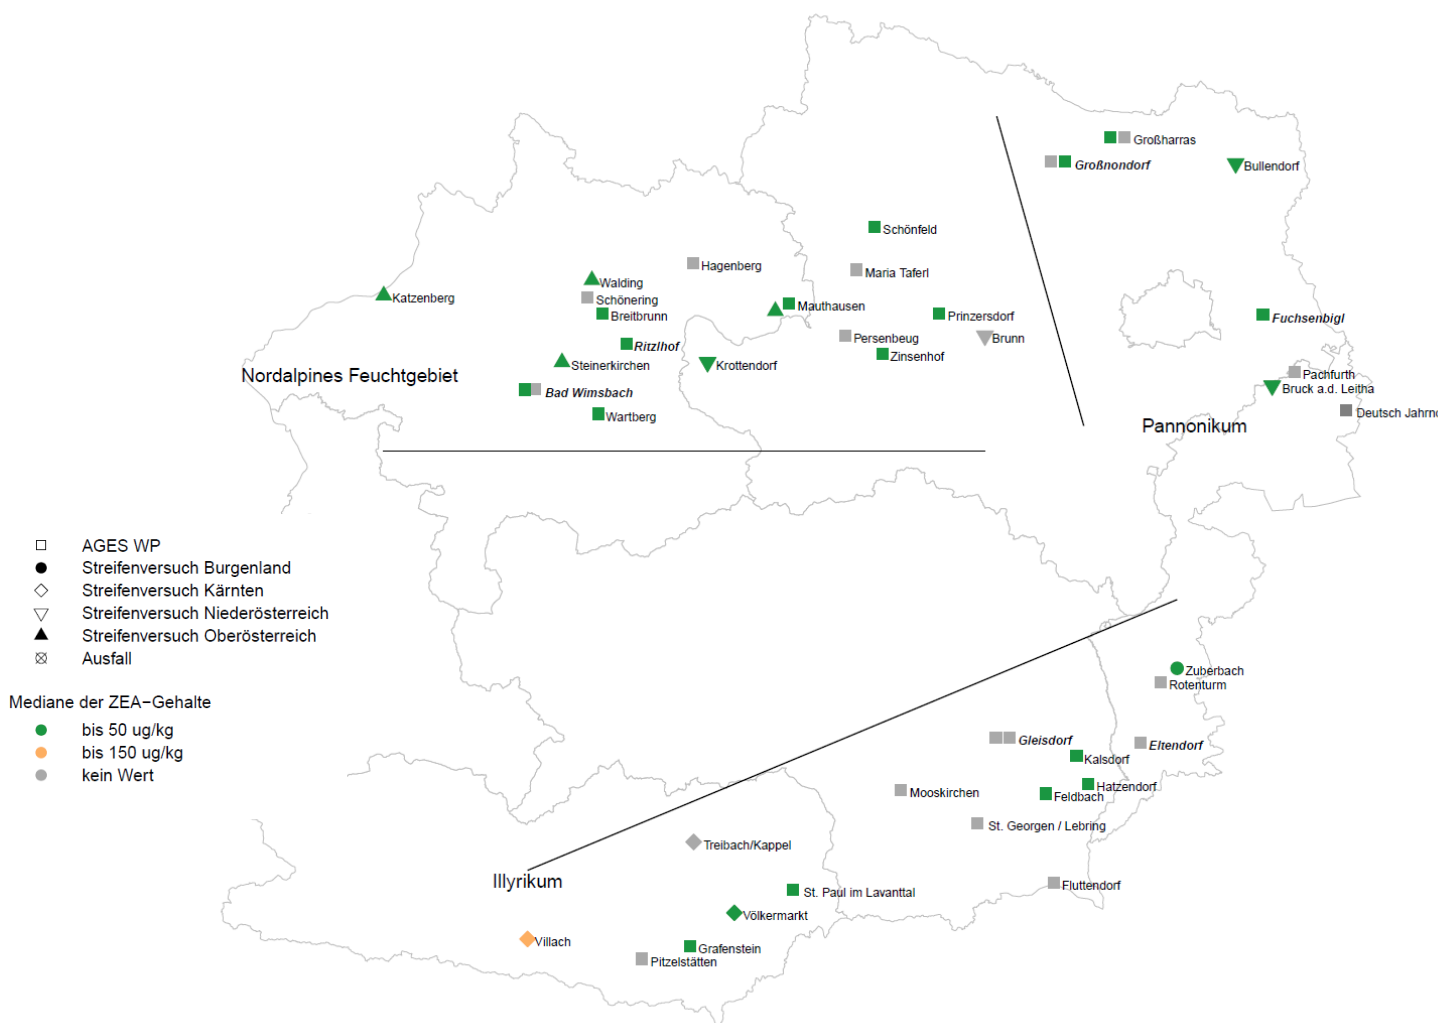 Großharras
Großnondorf
Bullendorf
Schönfeld
Hagenberg
Maria Taferl
Walding
Katzenberg
Schönering
Mauthausen
Breitbrunn
Prinzersdorf
Fuchsenbigl
Persenbeug
Brunn
Ritzlhof
Zinsenhof
Steinerkirchen
Krottendorf
Nordalpines Feuchtgebiet
Pachfurth
Bruck a.d. Leitha
Bad Wimsbach
Deutsch Jahrn
Wartberg
Pannonikum
AGES WP
Streifenversuch Burgenland
Streifenversuch Kärnten
Streifenversuch Niederösterreich
Streifenversuch Oberösterreich
Ausfall
Mediane der ZEA-Gehalte
bis 50 ug/kg
bis 150 ug/kg
kein Wert
Zuberbach
Rotenturm
Gleisdorf
Eltendorf
Kalsdorf
Hatzendorf
Mooskirchen
Feldbach
St. Georgen / Lebring
Treibach/Kappel
Illyrikum
Fluttendorf
St. Paul im Lavanttal
Völkermarkt
Villach
Grafenstein
Pitzelstätten